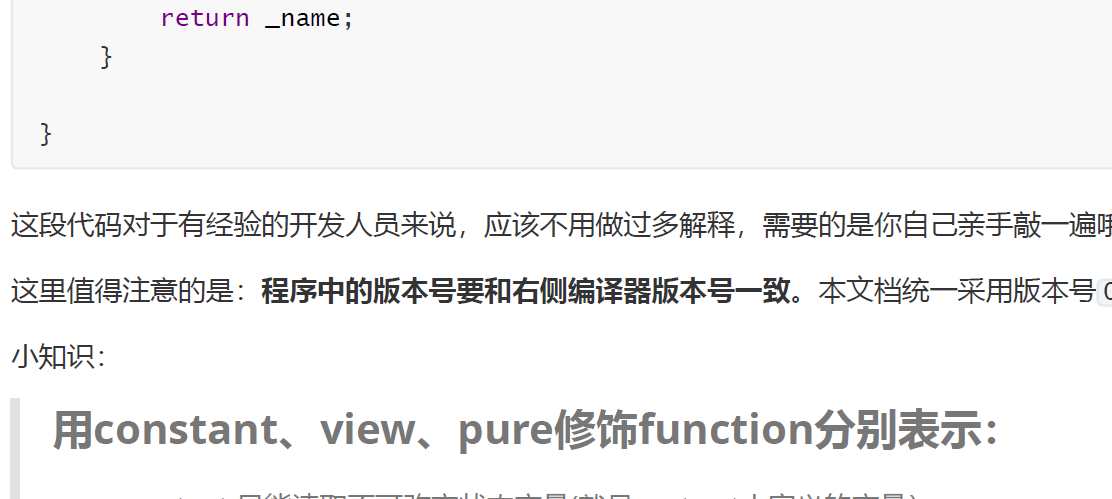 return _name;
}
}
这段代码对于有经验的开发人员来说，应该不用做过多解释，需要的是你自己亲手敲一遍
这里值得注意的是：程序中的版本号要和右侧编译器版本号一致。本文档统一采用版本号
小知识：
用constant、view、pure修饰function分别表示：